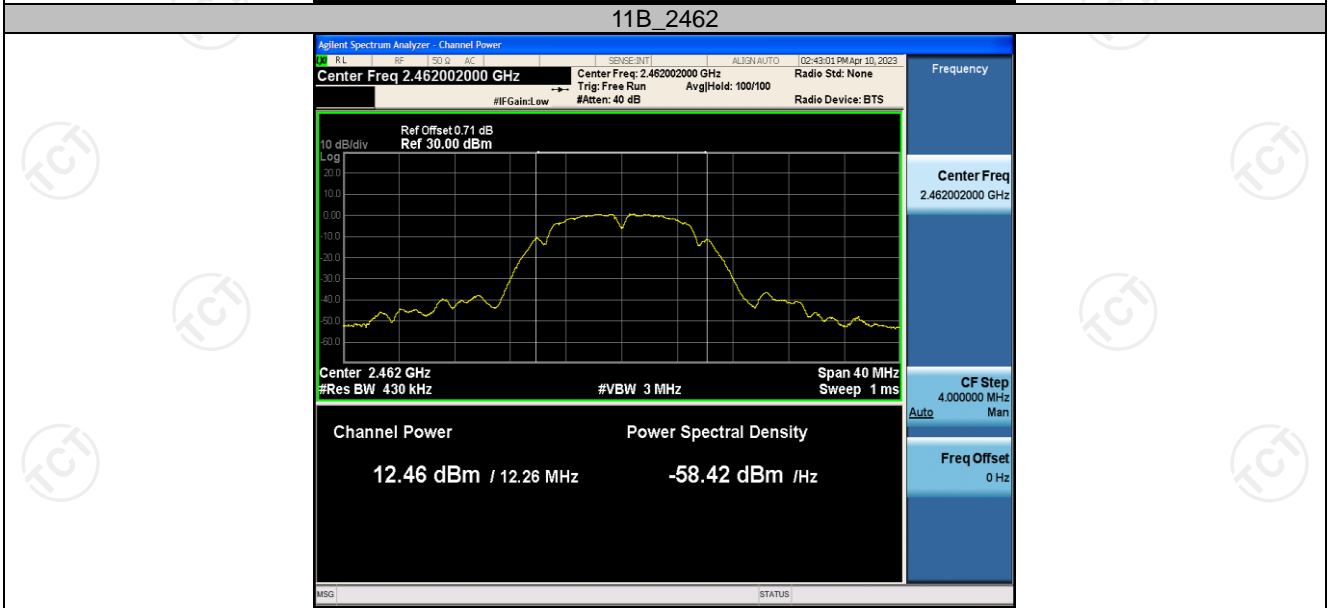 11B_2462
Agilent Spectrum Analyzer - Channel Power
RL RF 50 Ω AC SENSE:INT ALIGN AUTO 02:43:01 PM Apr 10, 2023
Center Freq 2.462002000 GHz
Center Freq: 2.462002000 GHz Radio Std: None
Trig: Free Run Avg|Hold: 100/100
#IFGain:Low #Atten: 40 dB Radio Device: BTS
Ref Offset 0.71 dB
10 dB/div Ref 30.00 dBm
Log
20.0
10.0
0.00
-10.0
-20.0
-30.0
-40.0
-50.0
-60.0
Center 2.462 GHz Span 40 MHz
#Res BW 430 kHz #VBW 3 MHz Sweep 1 ms
Channel Power Power Spectral Density
12.46 dBm / 12.26 MHz -58.42 dBm /Hz
MSG STATUS
Frequency
Center Freq
2.462002000 GHz
CF Step
4.000000 MHz
Auto Man
Freq Offset
0 Hz
TCT
TCT
TCT
TCT
TCT
TCT